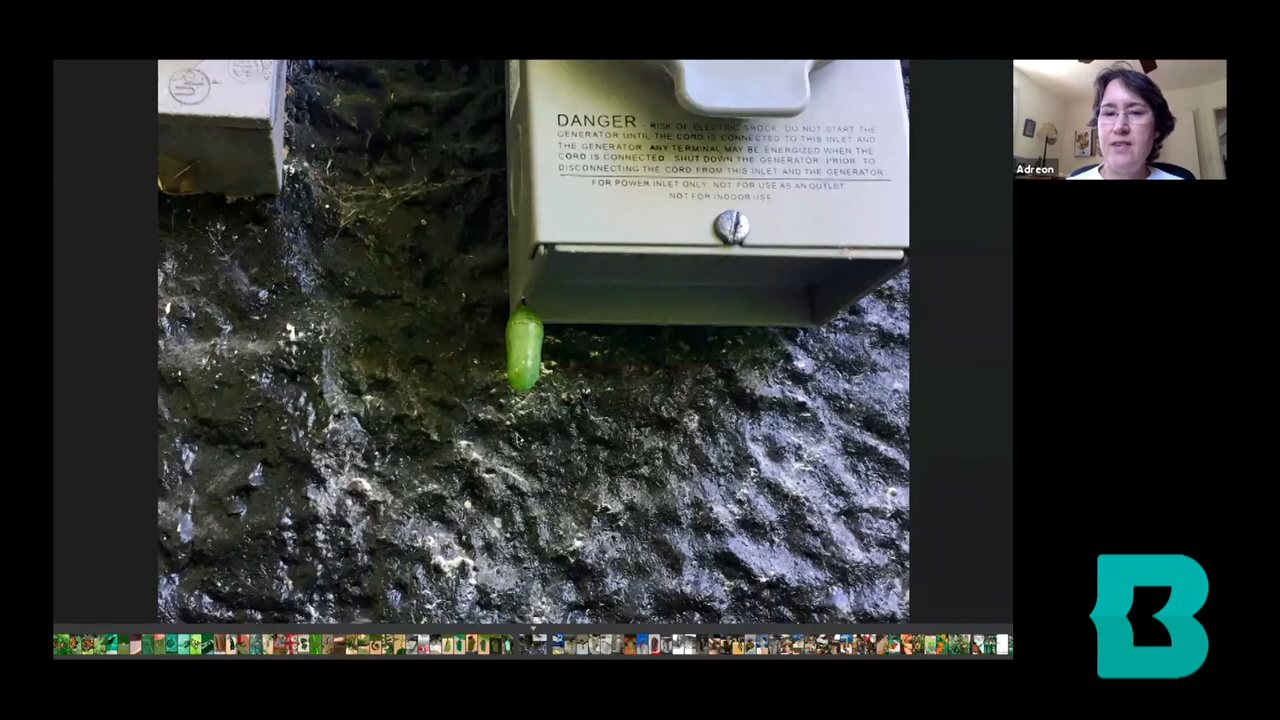 DANGER - RISK OF ELECTRIC SHOCK. DO NOT START THE
GENERATOR UNTIL THE CORD IS CONNECTED TO THIS INLET AND
THE GENERATOR. ANY TERMINAL MAY BE ENERGIZED WHEN THE
CORD IS CONNECTED. SHUT DOWN THE GENERATOR PRIOR TO
DISCONNECTING THE CORD FROM THIS INLET AND THE GENERATOR
FOR POWER INLET ONLY. NOT FOR USE AS AN OUTLET
NOT FOR INDOOR USE
Adreon
B